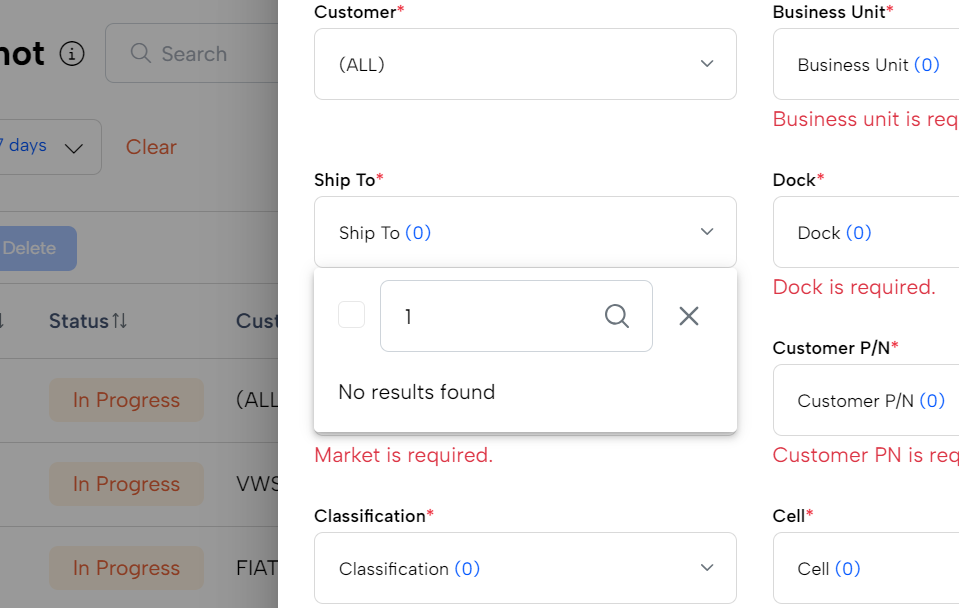 Customer*
Business Unit*
Search
(ALL)
Business Unit (0)
Business unit is req
7 days
Clear
Ship To*
Dock*
Ship To (0)
Dock (0)
Delete
Dock is required.
1
Status
Cust
Customer P/N*
No results found
In Progress
(ALL
Customer P/N (0)
Market is required.
Customer PN is req
In Progress
VWS
Classification*
Cell*
In Progress
FIAT
Classification (0)
Cell (0)